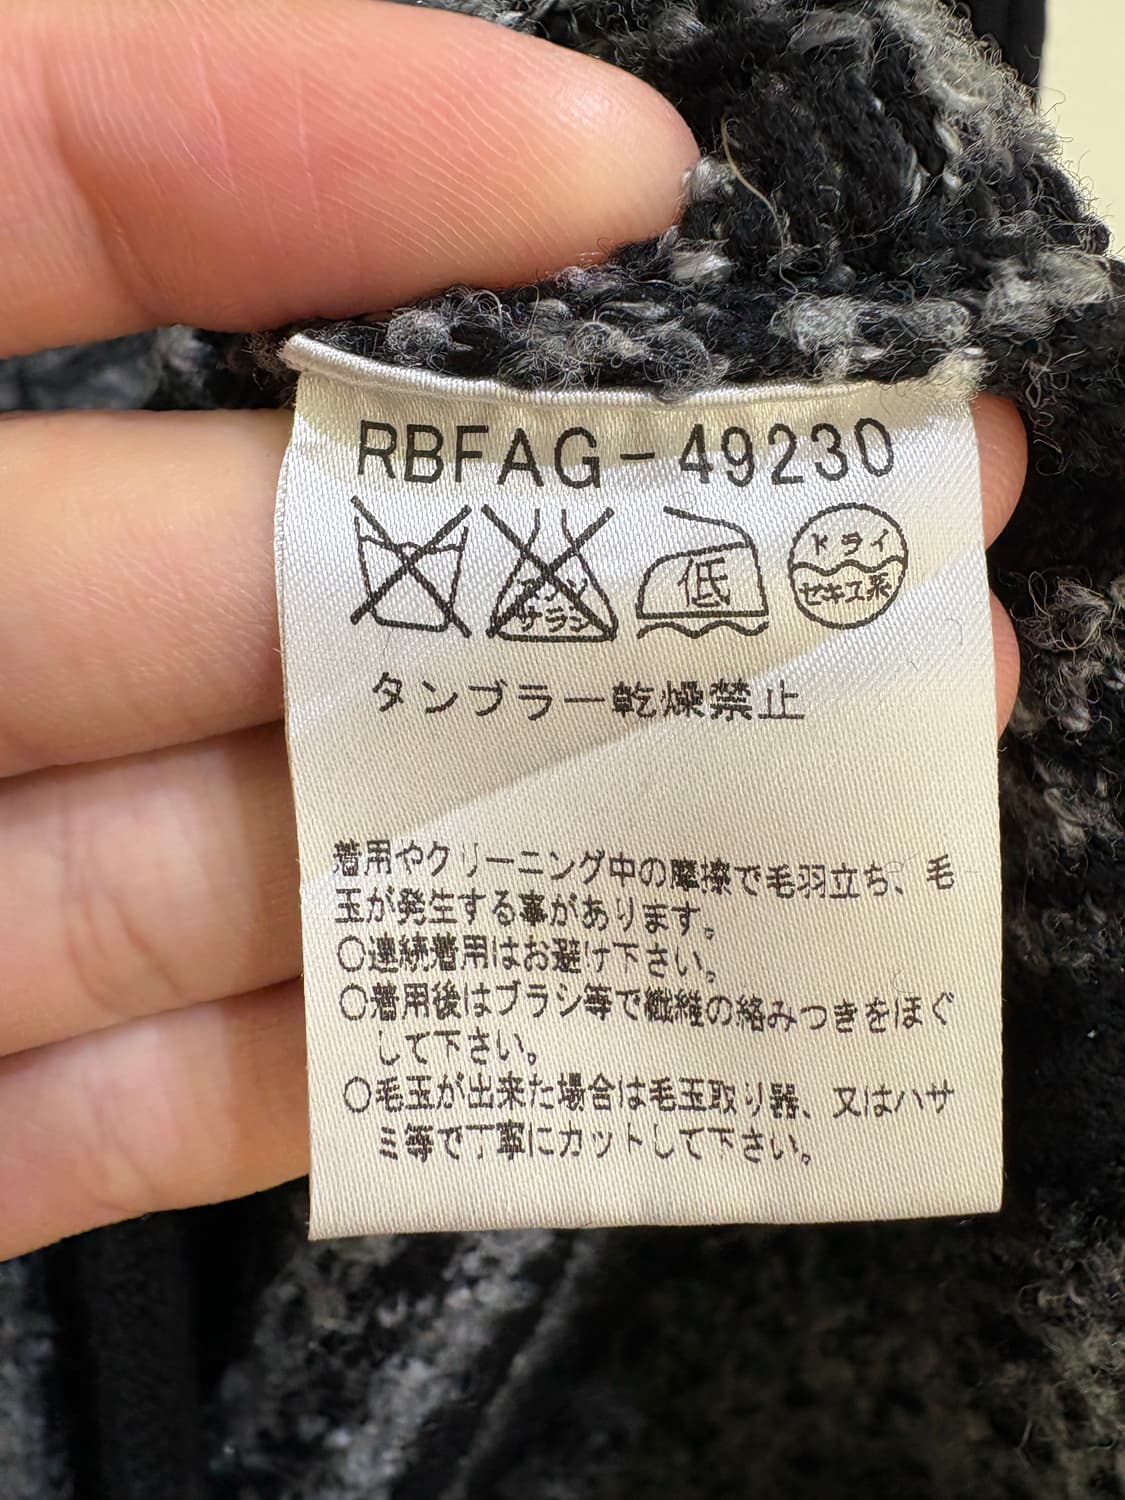 RBFAG-49230
エンソ
サラシ
低
ドライ
セキユ系
タンブラー乾燥禁止
着用やクリーニング中の摩擦で毛羽立ち、毛
玉が発生する事があります。
○連続着用はお避け下さい。
○着用後はブラシ等で繊維の絡みつきをほぐ
して下さい。
○毛玉が出来た場合は毛玉取り器、又はハサ
ミ等で丁寧にカットして下さい。